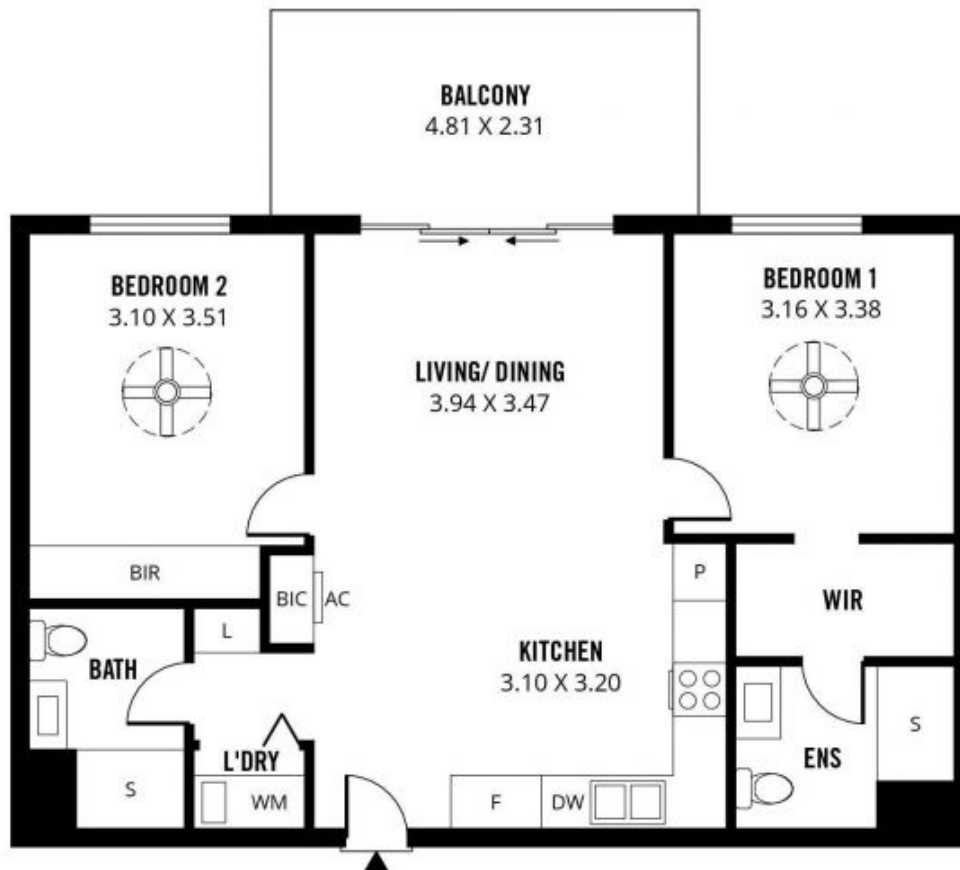 BALCONY
4.81 X 2.31
BEDROOM 2
3.10 X 3.51
BEDROOM 1
3.16 X 3.38
LIVING/ DINING
3.94 X 3.47
BIR
BIC
AC
P
WIR
L
BATH
KITCHEN
3.10 X 3.20
S
L'DRY
ENS
S
WM
F
DW